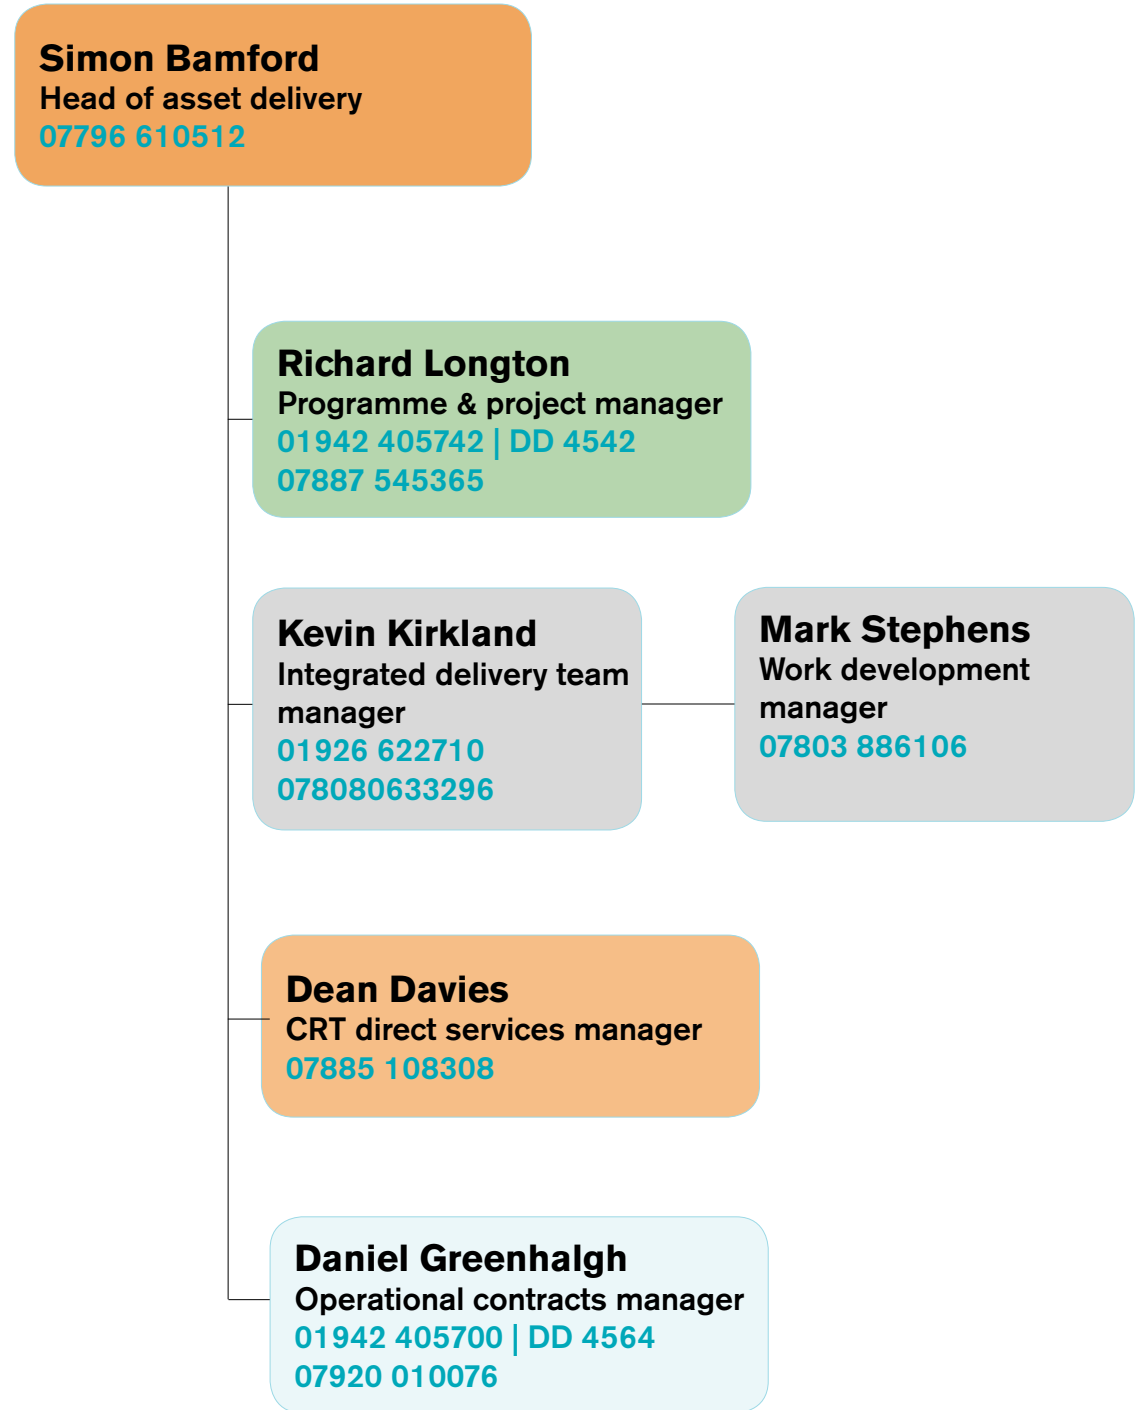 Simon Bamford
Head of asset delivery
07796 610512
Richard Longton
Programme & project manager
01942 405742 | DD 4542
07887 545365
Kevin Kirkland
Integrated delivery team
manager
01926 622710
078080633296
Mark Stephens
Work development
manager
07803 886106
Dean Davies
CRT direct services manager
07885 108308
Daniel Greenhalgh
Operational contracts manager
01942 405700 | DD 4564
07920 010076